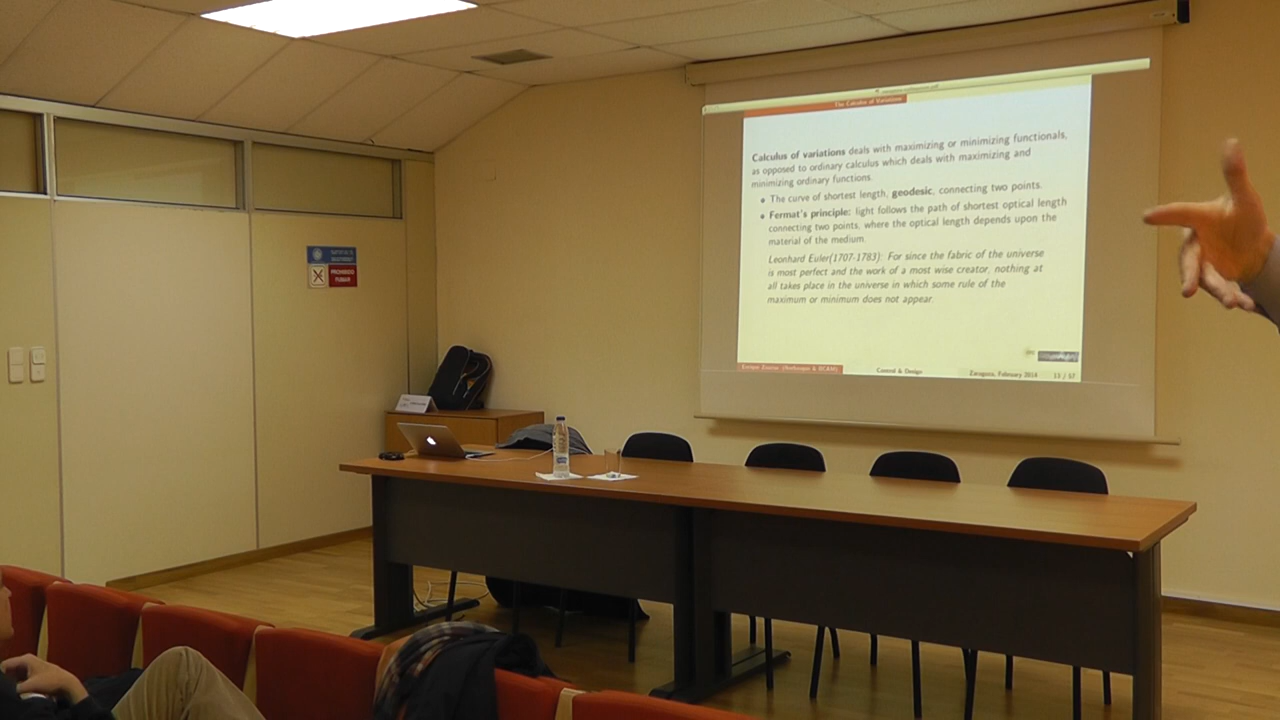 The Calculus of Variations
Calculus of variations deals with maximizing or minimizing functionals,
as opposed to ordinary calculus which deals with maximizing and
minimizing ordinary functions.
The curve of shortest length, geodesic, connecting two points.
Fermat's principle: light follows the path of shortest optical length
connecting two points, where the optical length depends upon the
material of the medium.
Leonhard Euler(1707-1783): For since the fabric of the universe
is most perfect and the work of a most wise creator, nothing at
all takes place in the universe in which some rule of the
maximum or minimum does not appear.
Enrique Zuazua (Ikerbasque & BCAM) Control & Design Zaragoza, February 2014 13 / 57
PROHIBIDO
FUMAR